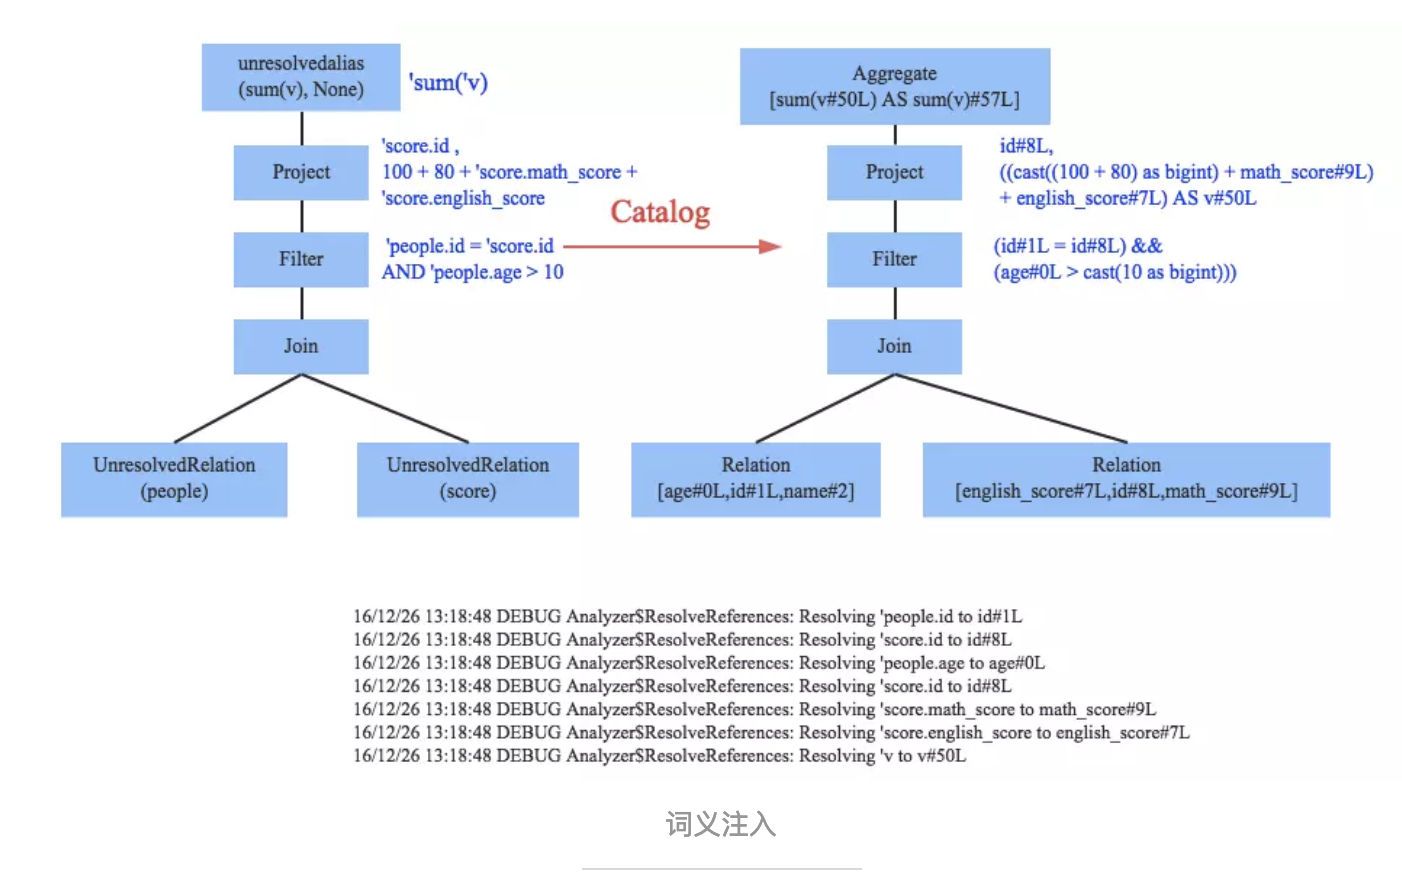 unresolvedalias
(sum(v), None)
'sum('v)
Project
'score.id ,
100 + 80 + 'score.math_score +
'score.english_score
Filter
'people.id = 'score.id
AND 'people.age > 10
Join
UnresolvedRelation
(people)
UnresolvedRelation
(score)
Catalog
Aggregate
[sum(v#50L) AS sum(v)#57L]
Project
id#8L,
((cast((100 + 80) as bigint) + math_score#9L)
+ english_score#7L) AS v#50L
Filter
(id#1L = id#8L) &&
(age#0L > cast(10 as bigint)))
Join
Relation
[age#0L,id#1L,name#2]
Relation
[english_score#7L,id#8L,math_score#9L]
16/12/26 13:18:48 DEBUG Analyzer$ResolveReferences: Resolving 'people.id to id#1L
16/12/26 13:18:48 DEBUG Analyzer$ResolveReferences: Resolving 'score.id to id#8L
16/12/26 13:18:48 DEBUG Analyzer$ResolveReferences: Resolving 'people.age to age#0L
16/12/26 13:18:48 DEBUG Analyzer$ResolveReferences: Resolving 'score.id to id#8L
16/12/26 13:18:48 DEBUG Analyzer$ResolveReferences: Resolving 'score.math_score to math_score#9L
16/12/26 13:18:48 DEBUG Analyzer$ResolveReferences: Resolving 'score.english_score to english_score#7L
16/12/26 13:18:48 DEBUG Analyzer$ResolveReferences: Resolving 'v to v#50L
词义注入